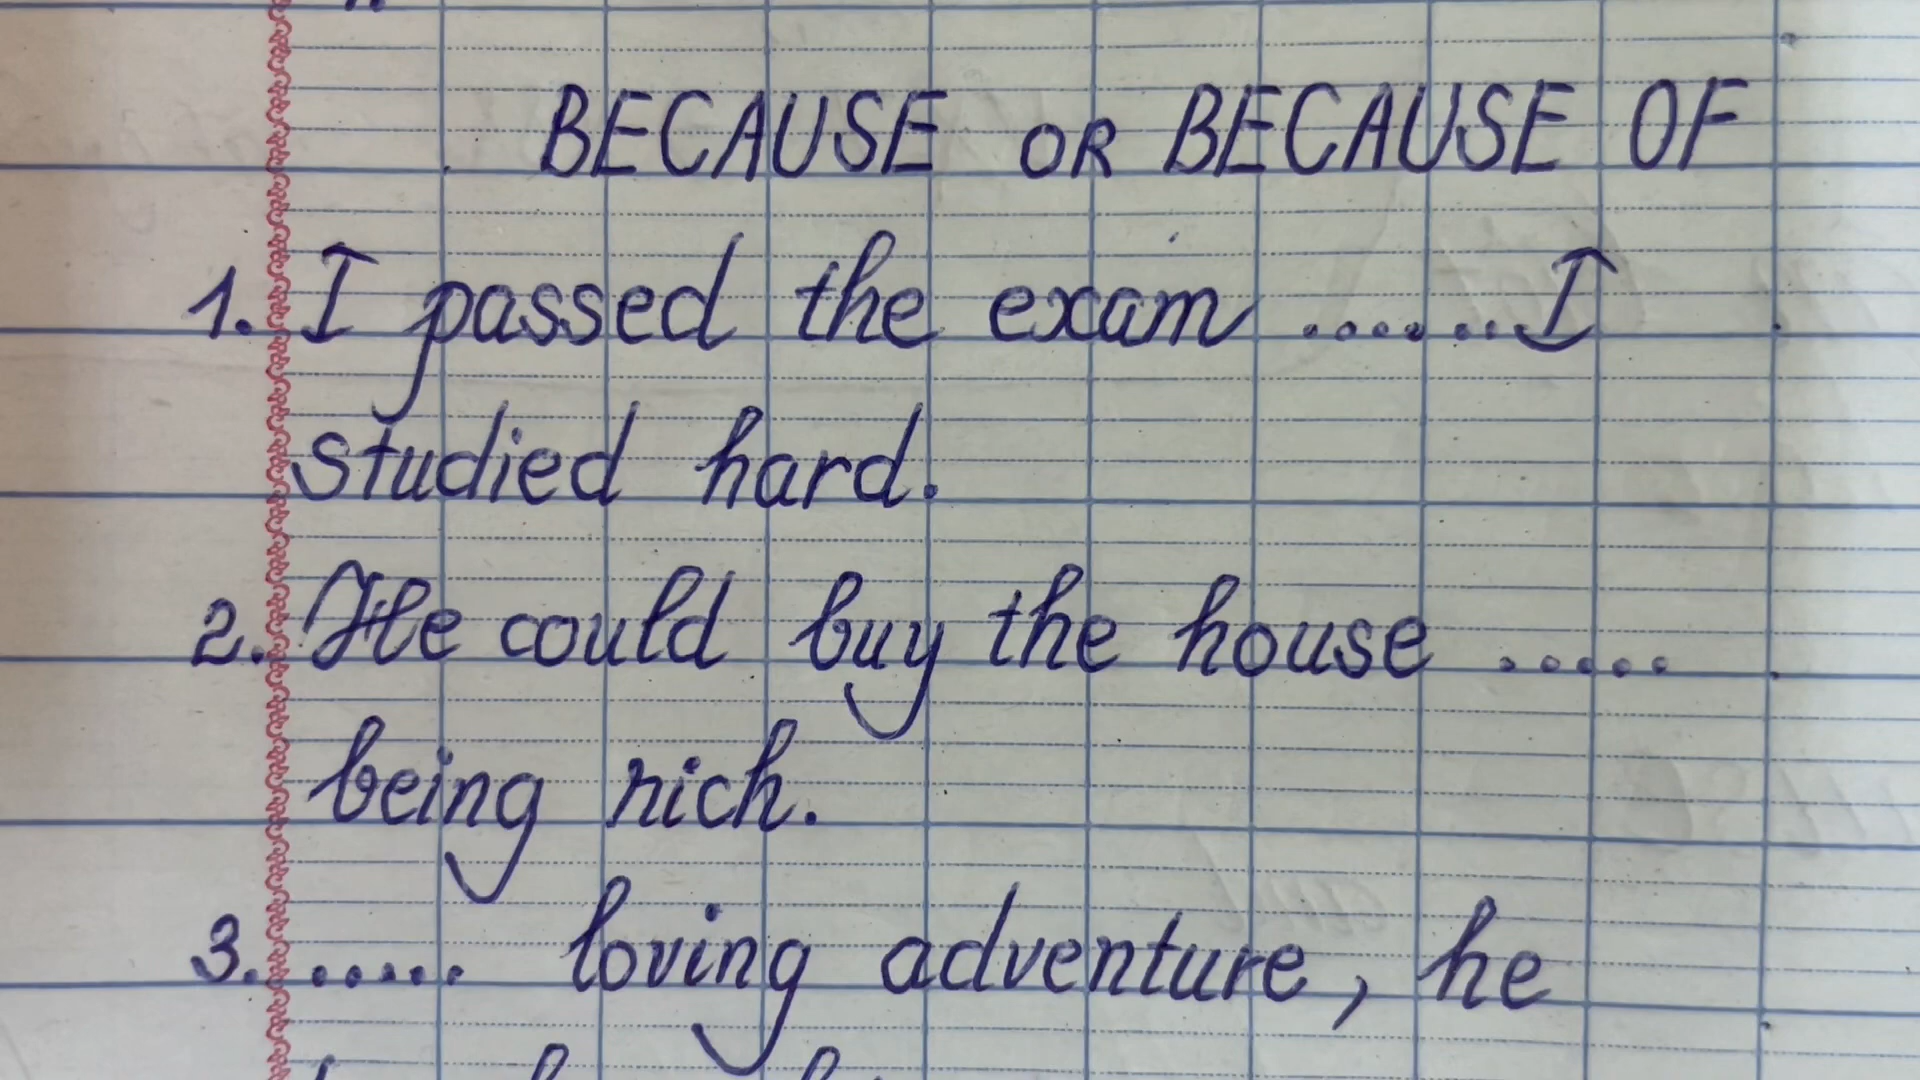 BECAUSE OR BECAUSE OF
1. I passed the exam ....... I
studied hard.
2. He could buy the house .....
being rich.
3. ..... loving adventure, he